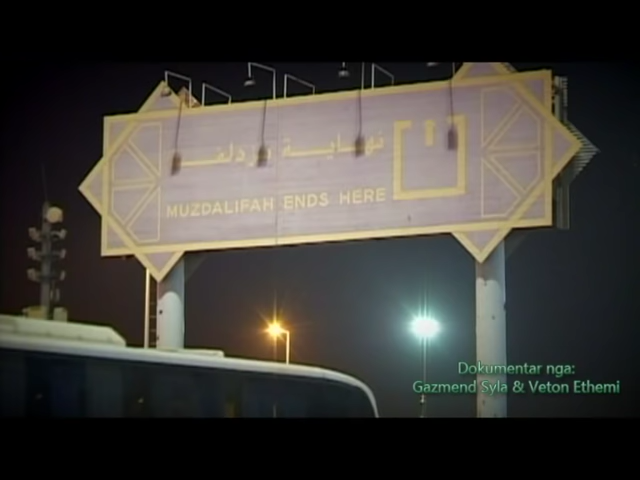 نهاية مزدلفة
MUZDALIFAH ENDS HERE
Dokumentar nga:
Gazmend Syla & Veton Ethemi